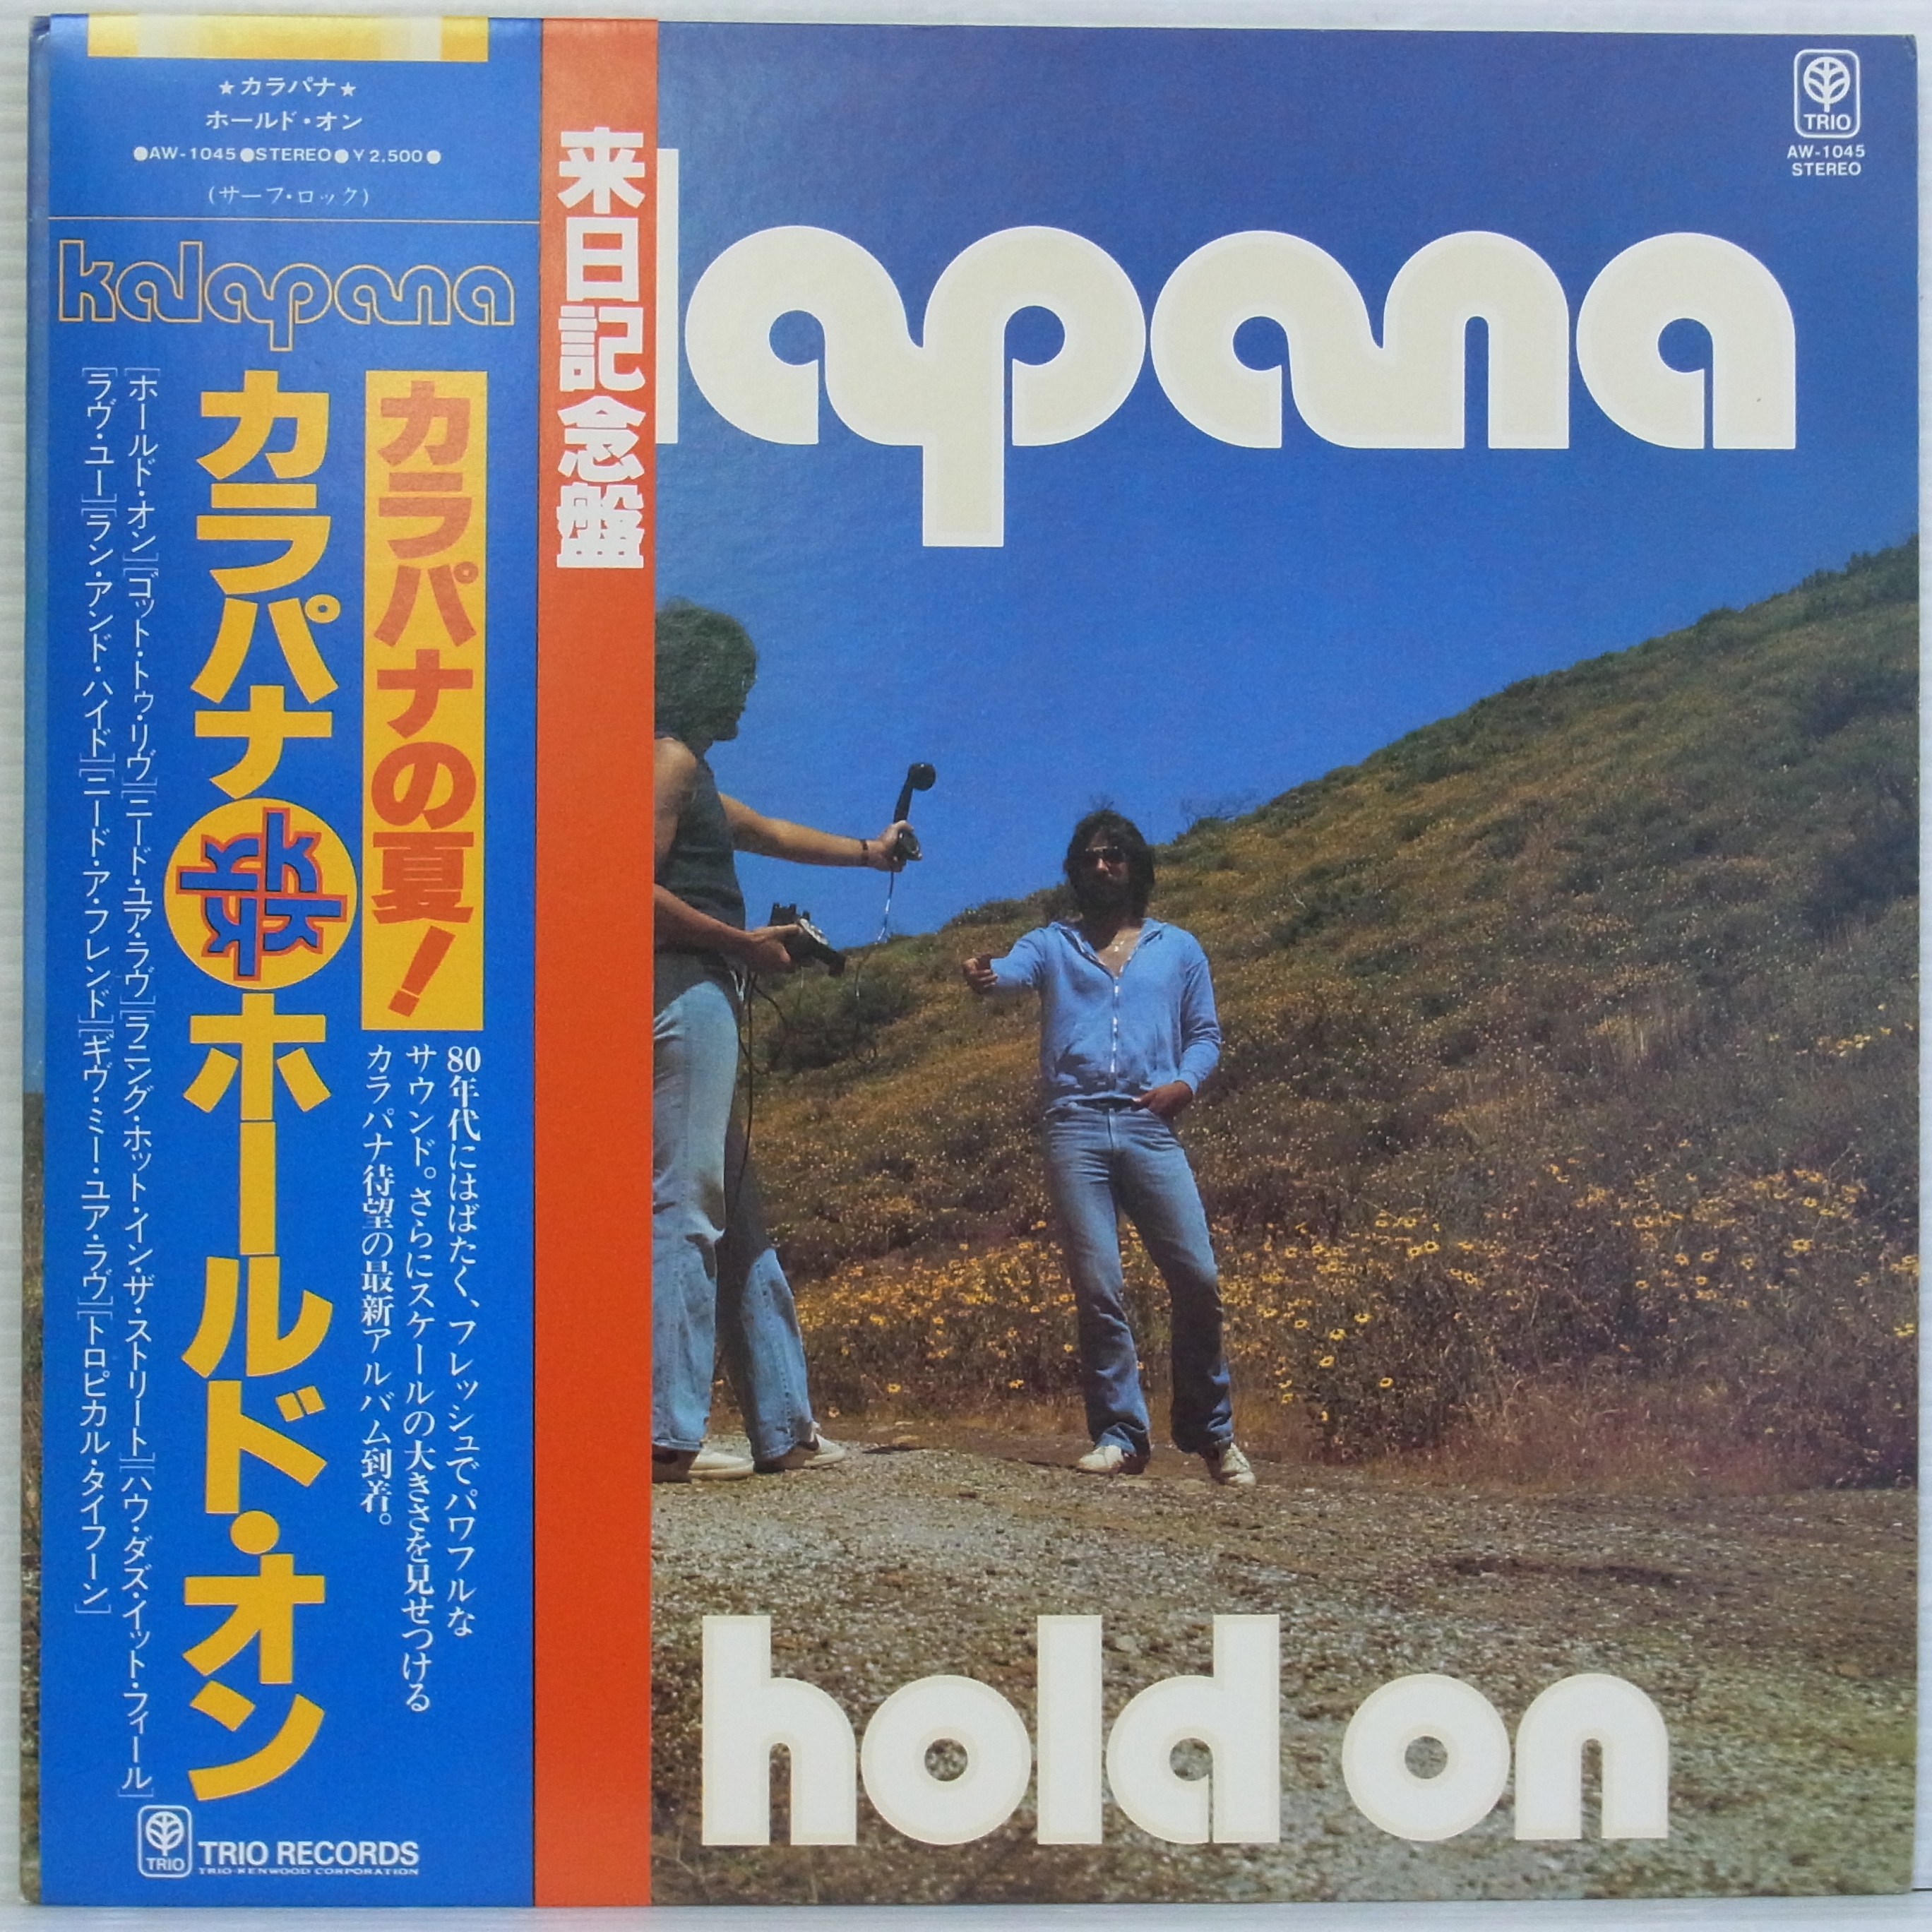 ★カラパナ★
ホールド・オン
●AW-1045●STEREO●￥2,500●
(サーフ・ロック)
kalapana
カラパナの夏!
80年代にはばたく、フレッシュでパワフルな
サウンド。さらにスケールの大きさを見せつける
カラパナ待望の最新アルバム到着。
カラパナ
ホールド・オン
[ホールド・オン][ゴット・トゥ・リヴ][ニード・ユア・ラヴ][ラニング・ホット・イン・ザ・ストリート][ハウ・ダズ・イット・フィール]
[ラヴ・ユー][ラン・アンド・ハイド][ニード・ア・フレンド][ギヴ・ミー・ユア・ラヴ][トロピカル・タイフーン]
TRIO
TRIO RECORDS
TRIO-KENWOOD CORPORATION
来日記念盤
lapana
TRIO
AW-1045
STEREO
hold on